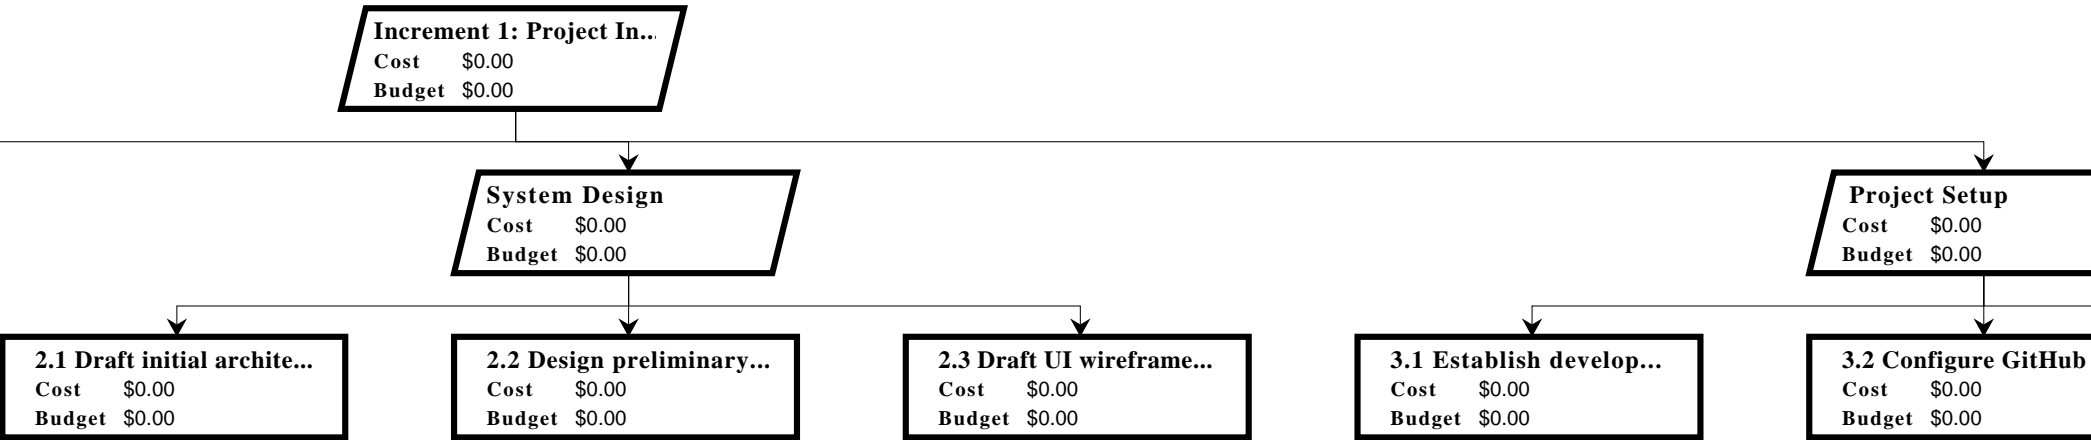 Increment 1: Project In...
Cost $0.00
Budget $0.00
System Design
Cost $0.00
Budget $0.00
Project Setup
Cost $0.00
Budget $0.00
2.1 Draft initial archite...
Cost $0.00
Budget $0.00
2.2 Design preliminary...
Cost $0.00
Budget $0.00
2.3 Draft UI wireframe...
Cost $0.00
Budget $0.00
3.1 Establish develop...
Cost $0.00
Budget $0.00
3.2 Configure GitHub
Cost $0.00
Budget $0.00